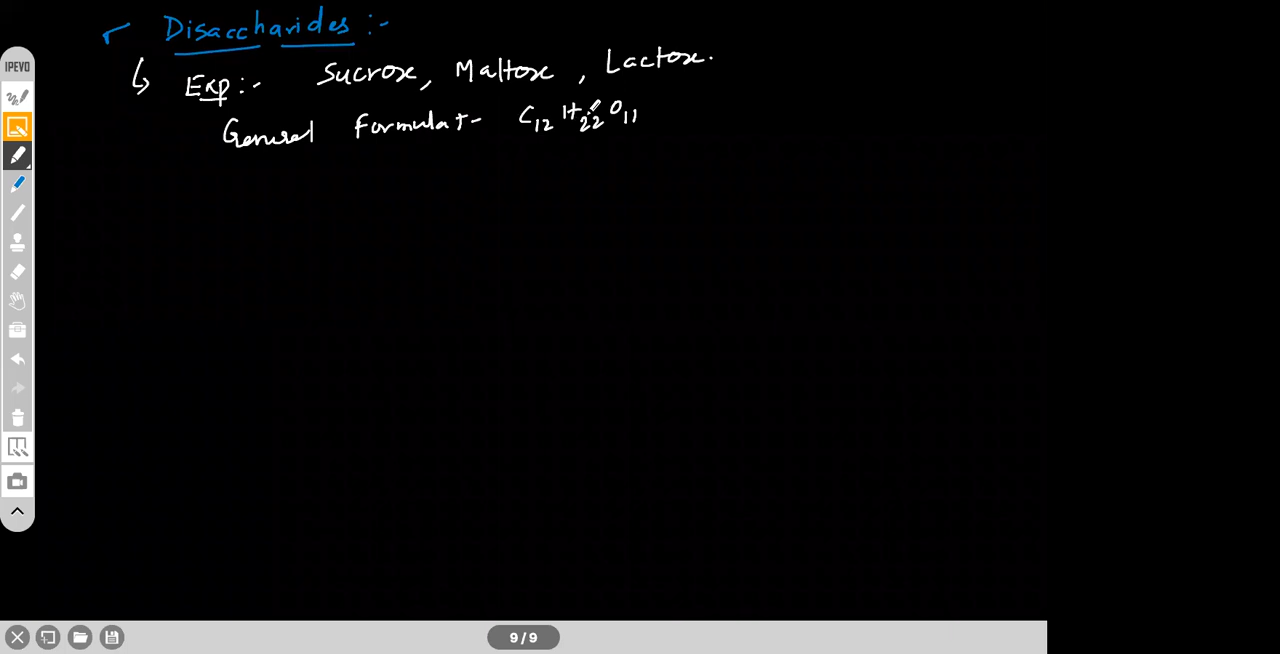 Disaccharides :-
Exp :- Sucrose, Maltose, Lactose.
General formula :- C12 H22 O11
IPEVO
9 / 9